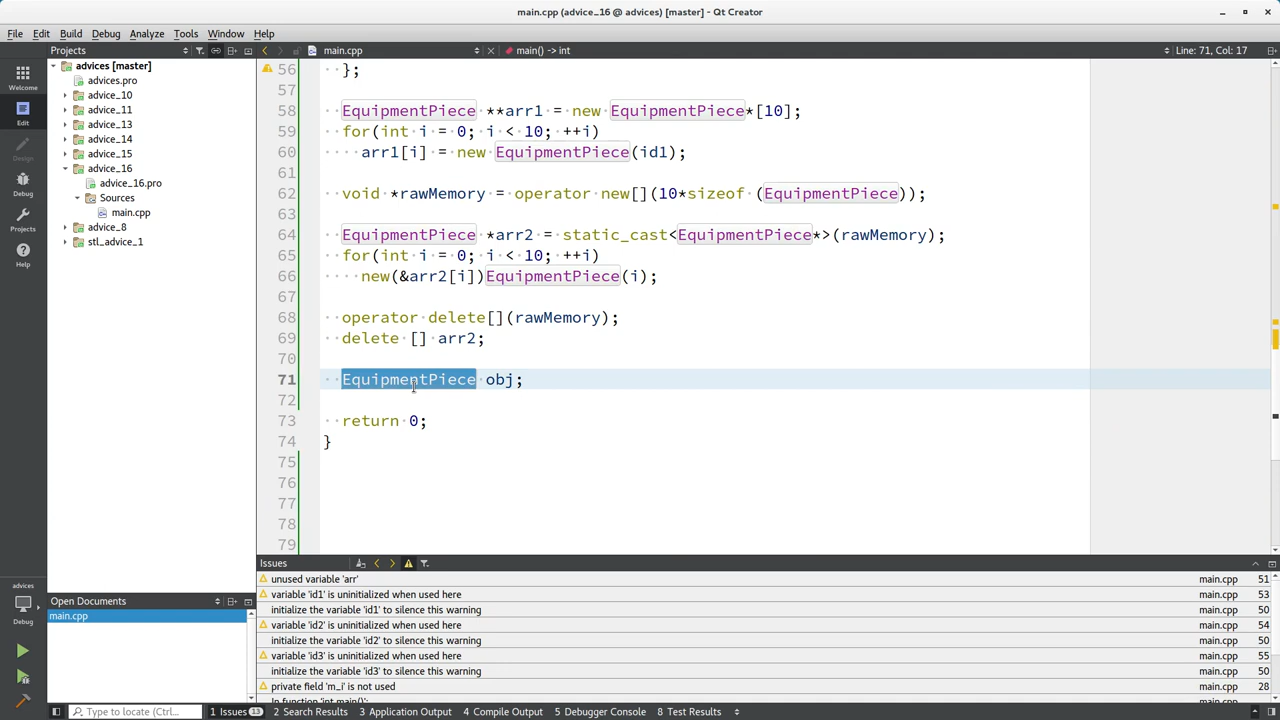 main.cpp (advice_16 @ advices) [master] - Qt Creator
File Edit Build Debug Analyze Tools Window Help
Projects
main.cpp
main() -> int
Line: 71, Col: 17
Welcome
Edit
Design
Debug
Projects
Help
advices [master]
advices.pro
advice_10
advice_11
advice_13
advice_14
advice_15
advice_16
advice_16.pro
Sources
main.cpp
advice_8
stl_advice_1
56 };
57
58 EquipmentPiece **arr1 = new EquipmentPiece*[10];
59 for(int i = 0; i < 10; ++i)
60 arr1[i] = new EquipmentPiece(id1);
61
62 void *rawMemory = operator new[](10*sizeof (EquipmentPiece));
63
64 EquipmentPiece *arr2 = static_cast<EquipmentPiece*>(rawMemory);
65 for(int i = 0; i < 10; ++i)
66 new(&arr2[i])EquipmentPiece(i);
67
68 operator delete[](rawMemory);
69 delete [] arr2;
70
71 EquipmentPiece obj;
72
73 return 0;
74 }
75
76
77
78
79
Issues
unused variable 'arr' main.cpp 51
variable 'id1' is uninitialized when used here main.cpp 53
initialize the variable 'id1' to silence this warning main.cpp 50
variable 'id2' is uninitialized when used here main.cpp 54
initialize the variable 'id2' to silence this warning main.cpp 50
variable 'id3' is uninitialized when used here main.cpp 55
initialize the variable 'id3' to silence this warning main.cpp 50
private field 'm_i' is not used main.cpp 28
In function 'int main()':
Open Documents
main.cpp
advices
Debug
Type to locate (Ctrl...
1 Issues 13
2 Search Results
3 Application Output
4 Compile Output
5 Debugger Console
8 Test Results